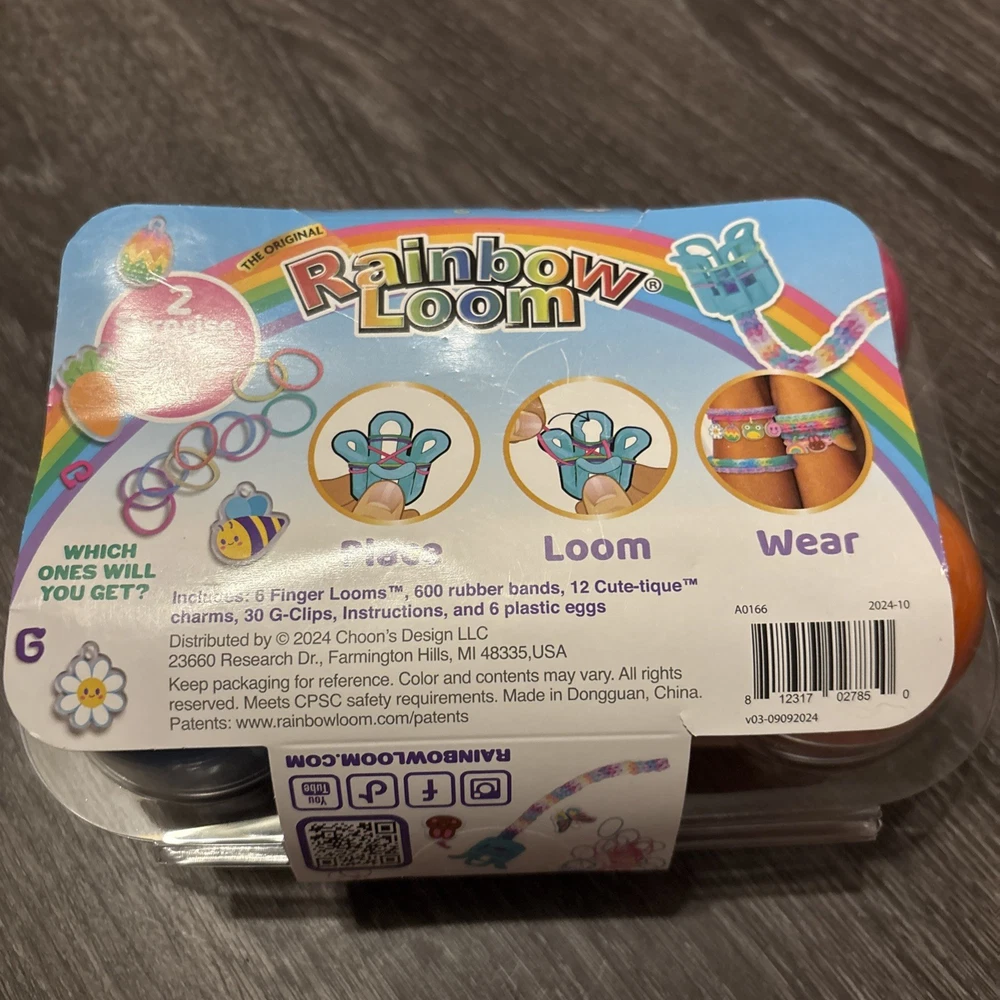 THE ORIGINAL
Rainbow
Loom®
2
Surprise
Place
Loom
Wear
WHICH
ONES WILL
YOU GET?
Includes: 6 Finger Looms™, 600 rubber bands, 12 Cute-tique™
charms, 30 G-Clips, Instructions, and 6 plastic eggs
Distributed by © 2024 Choon's Design LLC
23660 Research Dr., Farmington Hills, MI 48335,USA
Keep packaging for reference. Color and contents may vary. All rights
reserved. Meets CPSC safety requirements. Made in Dongguan, China.
Patents: www.rainbowloom.com/patents
A0166
2024-10
8 12317 02785 0
v03-09092024
RAINBOWLOOM.COM
You
Tube